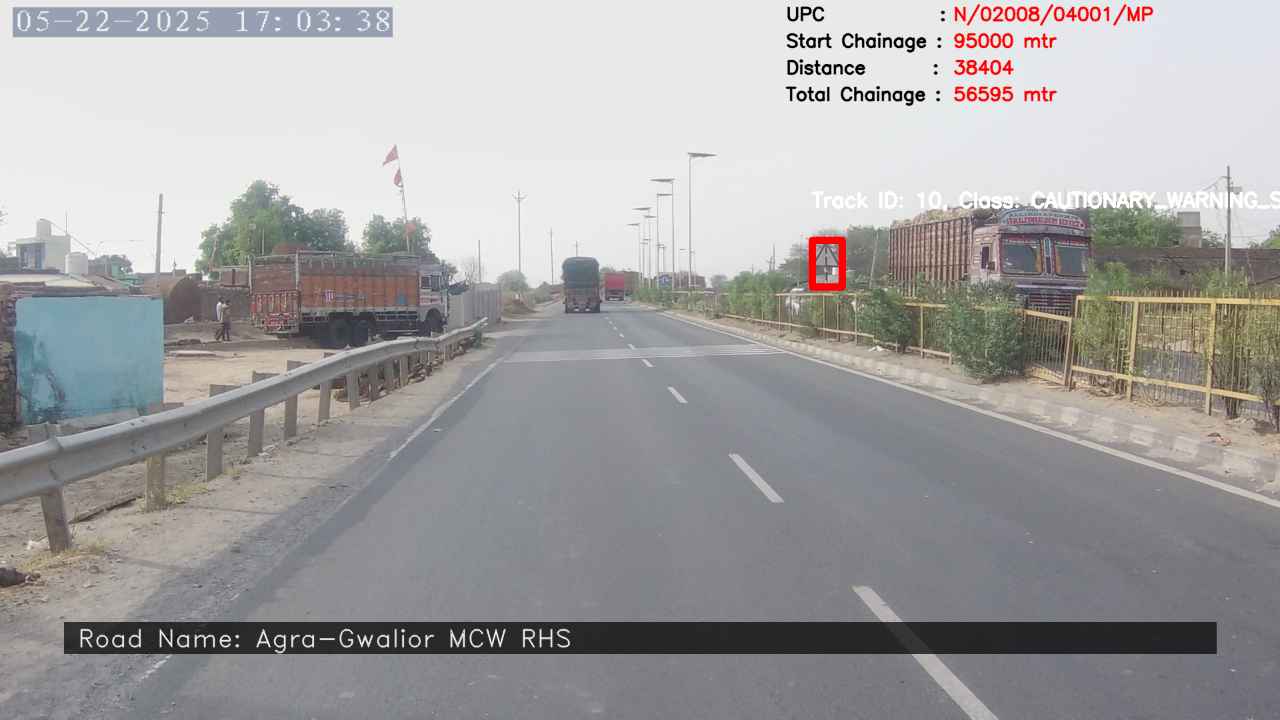 05-22-2025 17:03:38
UPC : N/02008/04001/MP
Start Chainage : 95000 mtr
Distance : 38404
Total Chainage : 56595 mtr
Track ID: 10, Class: CAUTIONARY_WARNING_S
Road Name: Agra-Gwalior MCW RHS